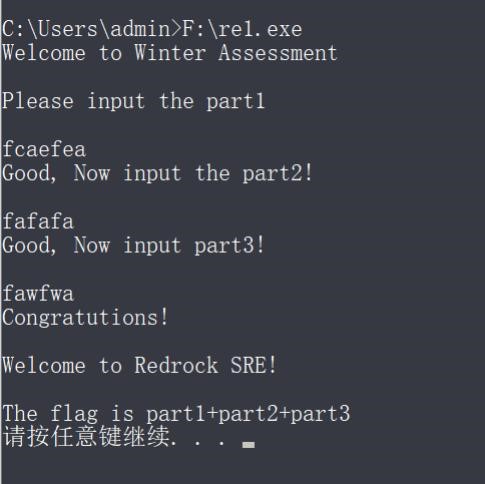 C:\Users\admin>F:\re1.exe
Welcome to Winter Assessment
Please input the part1
fcaefea
Good, Now input the part2!
fafafa
Good, Now input part3!
fawfwa
Congratutions!
Welcome to Redrock SRE!
The flag is part1+part2+part3
请按任意键继续. . .